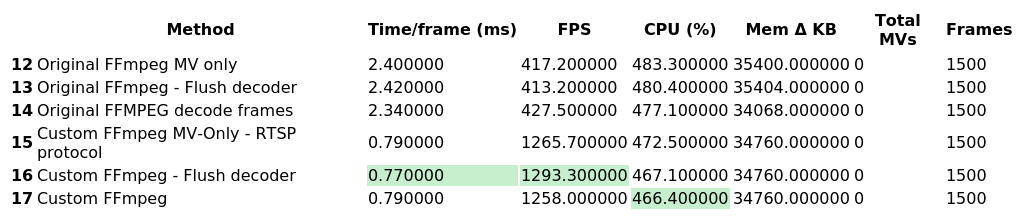 Method Time/frame (ms) FPS CPU (%) Mem Δ KB Total MVs Frames
12 Original FFmpeg MV only 2.400000 417.200000 483.300000 35400.000000 0 1500
13 Original FFmpeg - Flush decoder 2.420000 413.200000 480.400000 35404.000000 0 1500
14 Original FFMPEG decode frames 2.340000 427.500000 477.100000 34068.000000 0 1500
15 Custom FFmpeg MV-Only - RTSP protocol 0.790000 1265.700000 472.500000 34760.000000 0 1500
16 Custom FFmpeg - Flush decoder 0.770000 1293.300000 467.100000 34760.000000 0 1500
17 Custom FFmpeg 0.790000 1258.000000 466.400000 34760.000000 0 1500